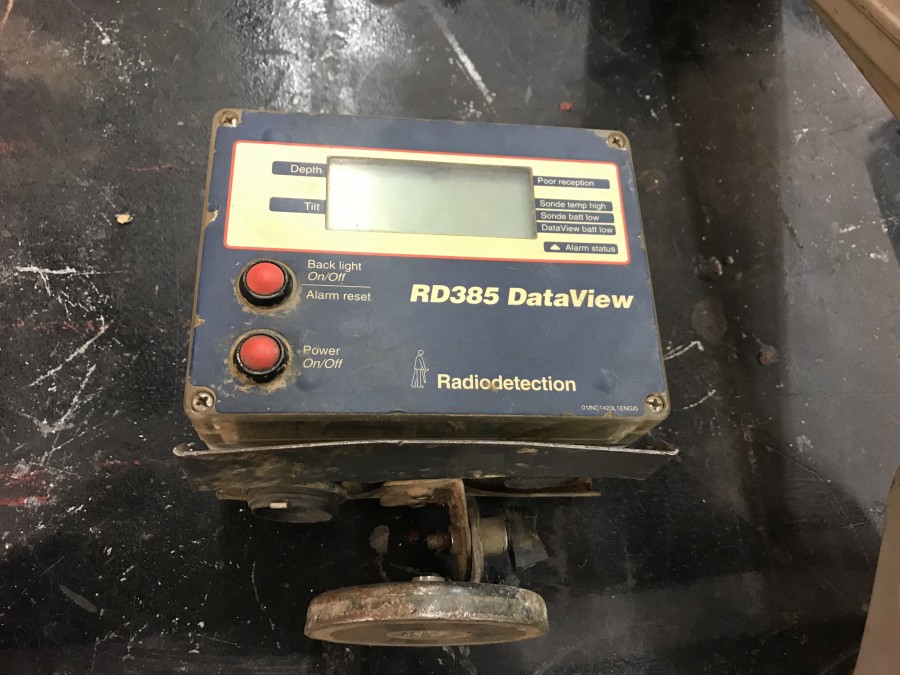 Depth
Tilt
Poor reception
Sonde temp high
Sonde batt low
DataView batt low
Alarm status
Back light
On/Off
Alarm reset
RD385 DataView
Power
On/Off
Radiodetection